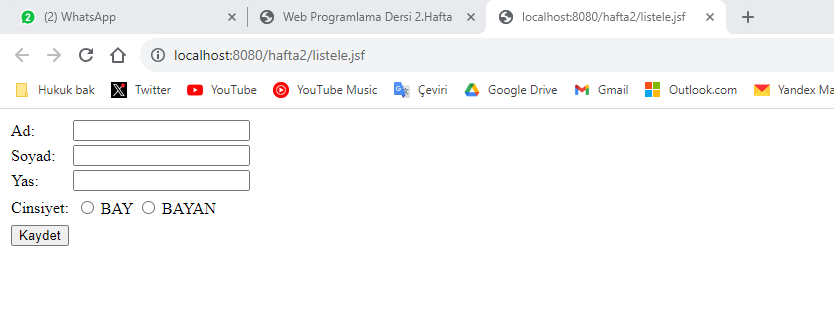 (2) WhatsApp
Web Programlama Dersi 2.Hafta
localhost:8080/hafta2/listele.jsf
localhost:8080/hafta2/listele.jsf
Hukuk bak Twitter YouTube YouTube Music Çeviri Google Drive Gmail Outlook.com Yandex Ma
Ad:
Soyad:
Yas:
Cinsiyet: BAY BAYAN
Kaydet